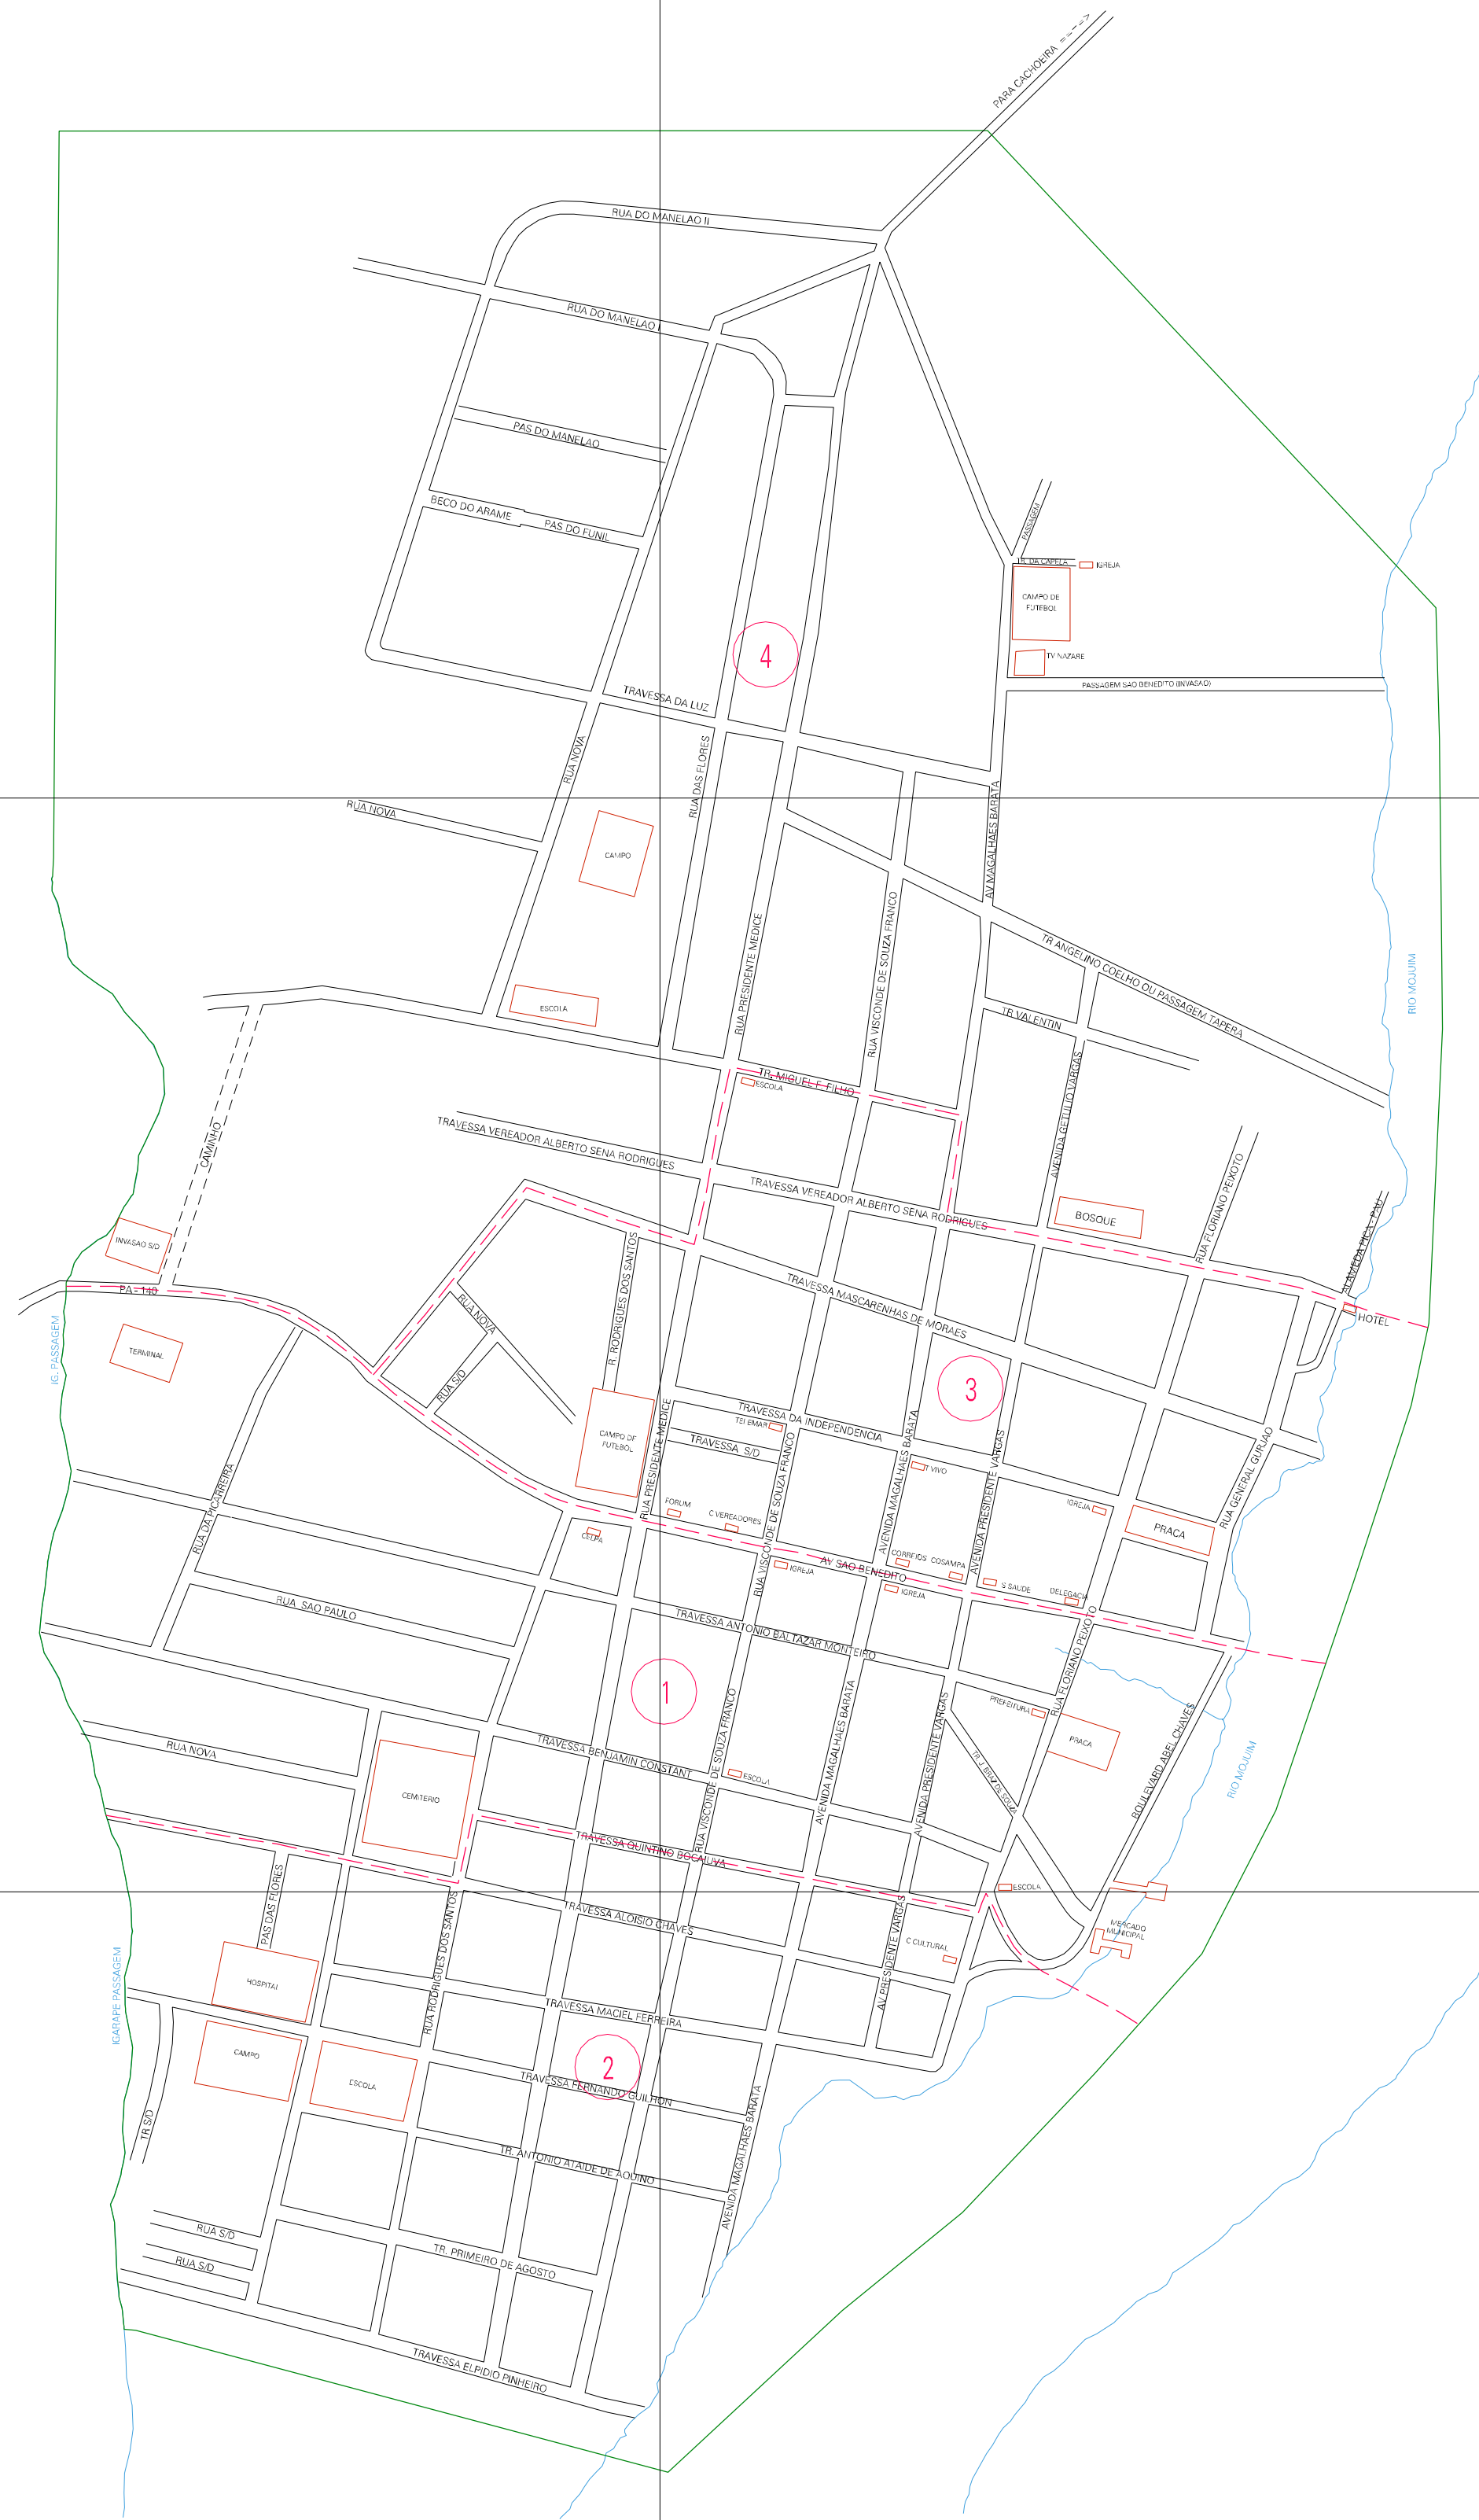 PARA CACHOEIRA
RUA DO MANELAO II
RUA DO MANELAO I
PAS DO MANELAO
BECO DO ARAME
PAS DO FUNIL
PASSAGEM
R. DA CAPELA
IGREJA
CAMPO DE
FUTEBOL
TV NAZARE
4
PASSAGEM SAO BENEDITO (INVASAO)
TRAVESSA DA LUZ
RUA NOVA
RUA DAS FLORES
RUA NOVA
AV MAGALHAES BARATA
CAMPO
RUA PRESIDENTE MEDICE
RUA VISCONDE DE SOUZA FRANCO
TR ANGELINO COELHO OU PASSAGEM TAPERA
RIO MOJUIM
ESCOLA
TR.VALENTIN
TR. MIGUEL F. FILHO
ESCOLA
AVENIDA GETULIO VARGAS
CAMINHO
TRAVESSA VEREADOR ALBERTO SENA RODRIGUES
TRAVESSA VEREADOR ALBERTO SENA RODRIGUES
BOSQUE
RUA FLORIANO PEIXOTO
ALAMEDA PICA - PAU
INVASAO S/D
PA - 140
R. RODRIGUES DOS SANTOS
RUA NOVA
TRAVESSA MASCARENHAS DE MORAES
HOTEL
IG. PASSAGEM
TERMINAL
RUA S/D
3
TRAVESSA DA INDEPENDENCIA
TELEMAR
CAMPO DE
FUTEBOL
RUA PRESIDENTE MEDICE
TRAVESSA S/D
RUA VISCONDE DE SOUZA FRANCO
AVENIDA MAGALHAES BARATA
AVENIDA PRESIDENTE VARGAS
T VIVO
RUA GENERAL GURJAO
RUA DA PICARREIRA
FORUM
C VEREADORES
IGREJA
PRACA
CELPA
AV SAO BENEDITO
CORREIOS
COSAMPA
IGREJA
IGREJA
S SAUDE
DELEGACIA
RUA SAO PAULO
TRAVESSA ANTONIO BALTAZAR MONTEIRO
RUA FLORIANO PEIXOTO
1
RUA VISCONDE DE SOUZA FRANCO
AVENIDA MAGALHAES BARATA
AVENIDA PRESIDENTE VARGAS
PREFEITURA
PRACA
BOULEVARD ABEL CHAVES
RIO MOJUIM
RUA NOVA
TRAVESSA BENJAMIN CONSTANT
ESCOLA
CEMITERIO
TRAVESSA QUINTINO BOCAIUVA
PAS DAS FLORES
RUA RODRIGUES DOS SANTOS
TRAVESSA ALOISIO CHAVES
AV PRESIDENTE VARGAS
ESCOLA
C CULTURAL
MERCADO
MUNICIPAL
IGARAPE PASSAGEM
HOSPITAL
TRAVESSA MACIEL FERREIRA
CAMPO
ESCOLA
2
TRAVESSA FERNANDO GUILHON
TR S/D
TR. ANTONIO ATAIDE DE AQUINO
AVENIDA MAGALHAES BARATA
RUA S/D
RUA S/D
TR. PRIMEIRO DE AGOSTO
TRAVESSA ELPIDIO PINHEIRO